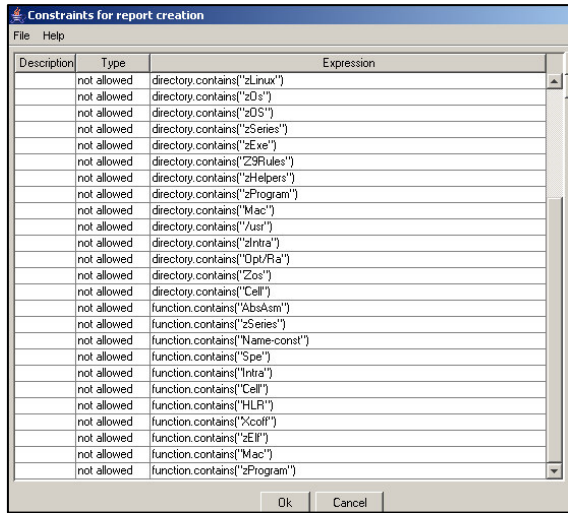 Constraints for report creation
File Help
Description Type Expression
not allowed directory.contains("zLinux")
not allowed directory.contains("zOs")
not allowed directory.contains("zOS")
not allowed directory.contains("zSeries")
not allowed directory.contains("zExe")
not allowed directory.contains("Z9Rules")
not allowed directory.contains("zHelpers")
not allowed directory.contains("zProgram")
not allowed directory.contains("Mac")
not allowed directory.contains("/usr")
not allowed directory.contains("zIntra")
not allowed directory.contains("Opt/Ra")
not allowed directory.contains("Zos")
not allowed directory.contains("Cell")
not allowed function.contains("AbsAsm")
not allowed function.contains("zSeries")
not allowed function.contains("Name-const")
not allowed function.contains("Spe")
not allowed function.contains("Intra")
not allowed function.contains("Cell")
not allowed function.contains("HLR")
not allowed function.contains("Xcoff")
not allowed function.contains("zElf")
not allowed function.contains("Mac")
not allowed function.contains("zProgram")
Ok Cancel